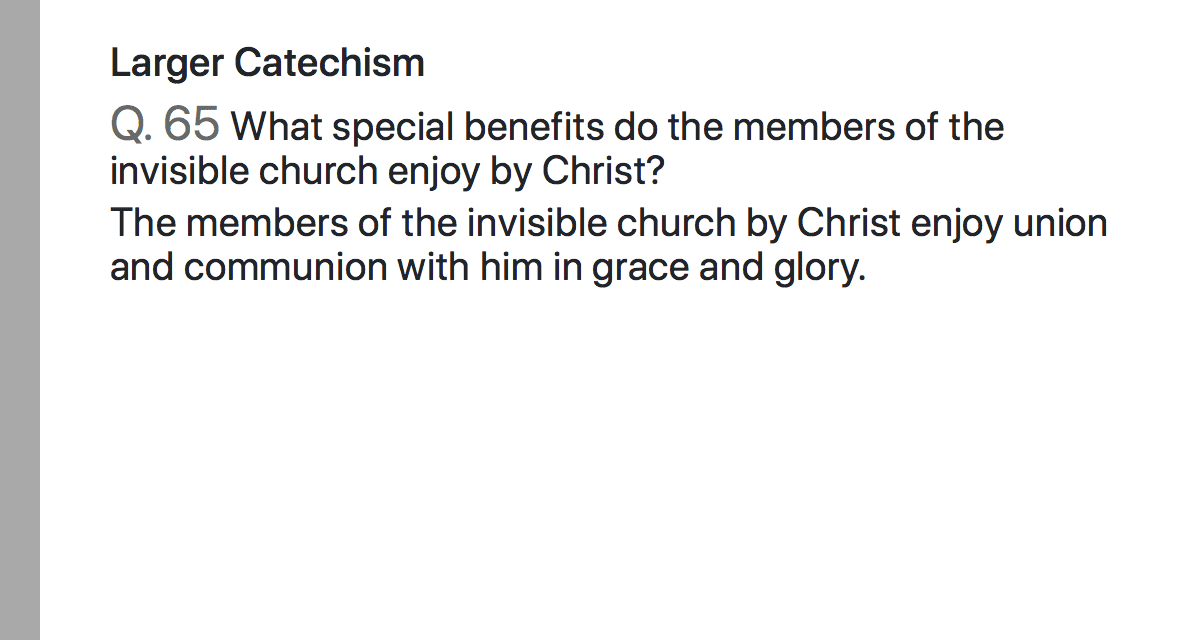 Larger Catechism
Q. 65 What special benefits do the members of the
invisible church enjoy by Christ?
The members of the invisible church by Christ enjoy union
and communion with him in grace and glory.